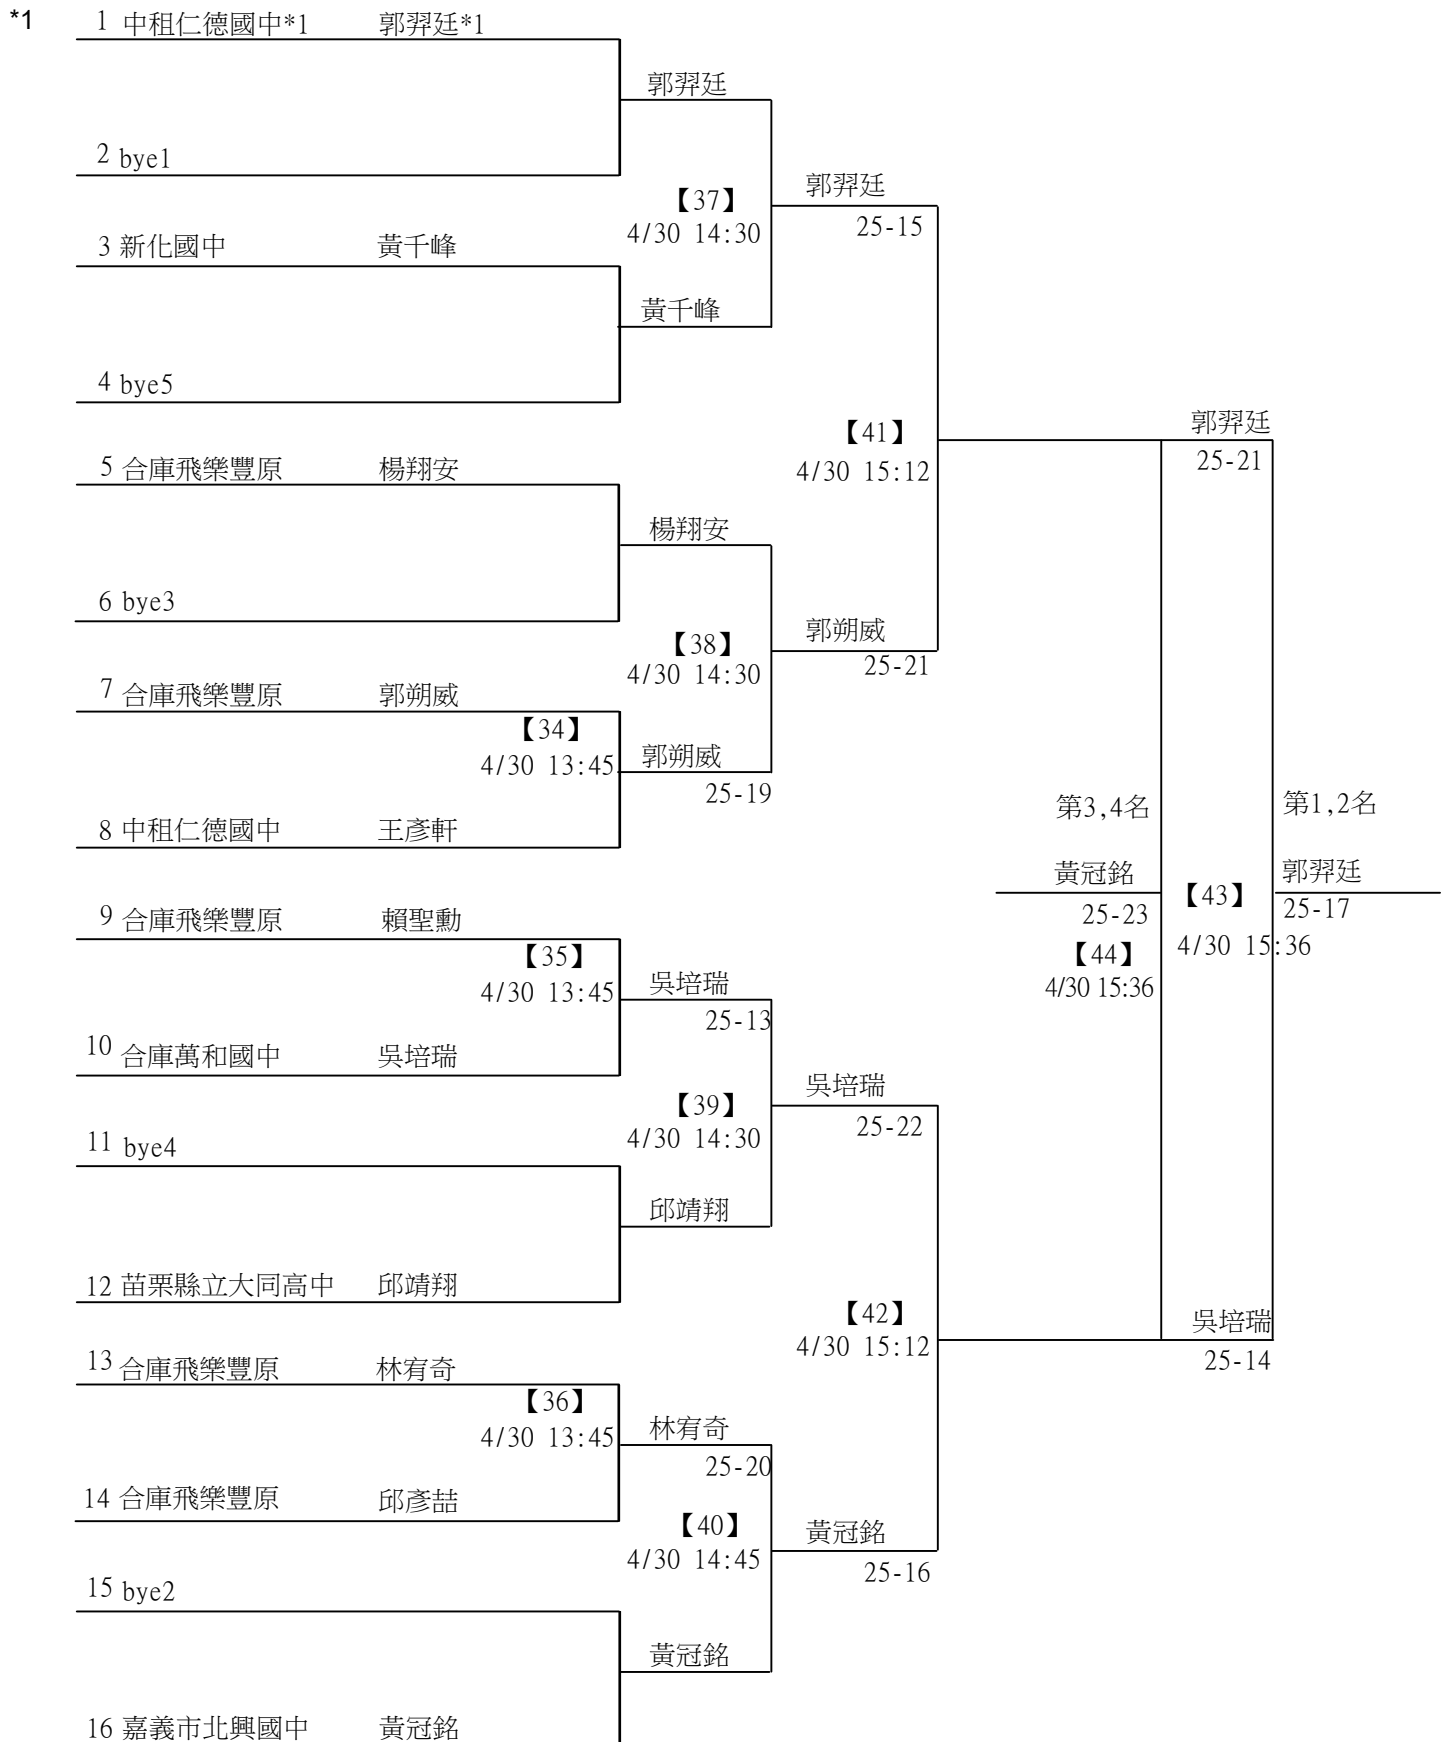 *1
1 中租仁德國中*1 郭羿廷*1
郭羿廷
2 bye1
郭羿廷
【37】
4/30 14:30
25-15
3 新化國中 黃千峰
黃千峰
4 bye5
【41】
4/30 15:12
郭羿廷
25-21
5 合庫飛樂豐原 楊翔安
楊翔安
6 bye3
【38】
4/30 14:30
郭朔威
25-21
7 合庫飛樂豐原 郭朔威
【34】
4/30 13:45
郭朔威
25-19
8 中租仁德國中 王彥軒
第3,4名
第1,2名
黃冠銘
25-23
【44】
4/30 15:36
【43】
4/30 15:36
郭羿廷
25-17
9 合庫飛樂豐原 賴聖勳
【35】
4/30 13:45
吳培瑞
25-13
10 合庫萬和國中 吳培瑞
【39】
4/30 14:30
吳培瑞
25-22
11 bye4
邱靖翔
12 苗栗縣立大同高中 邱靖翔
【42】
4/30 15:12
吳培瑞
25-14
13 合庫飛樂豐原 林宥奇
【36】
4/30 13:45
林宥奇
25-20
14 合庫飛樂豐原 邱彥喆
【40】
4/30 14:45
黃冠銘
25-16
15 bye2
黃冠銘
16 嘉義市北興國中 黃冠銘